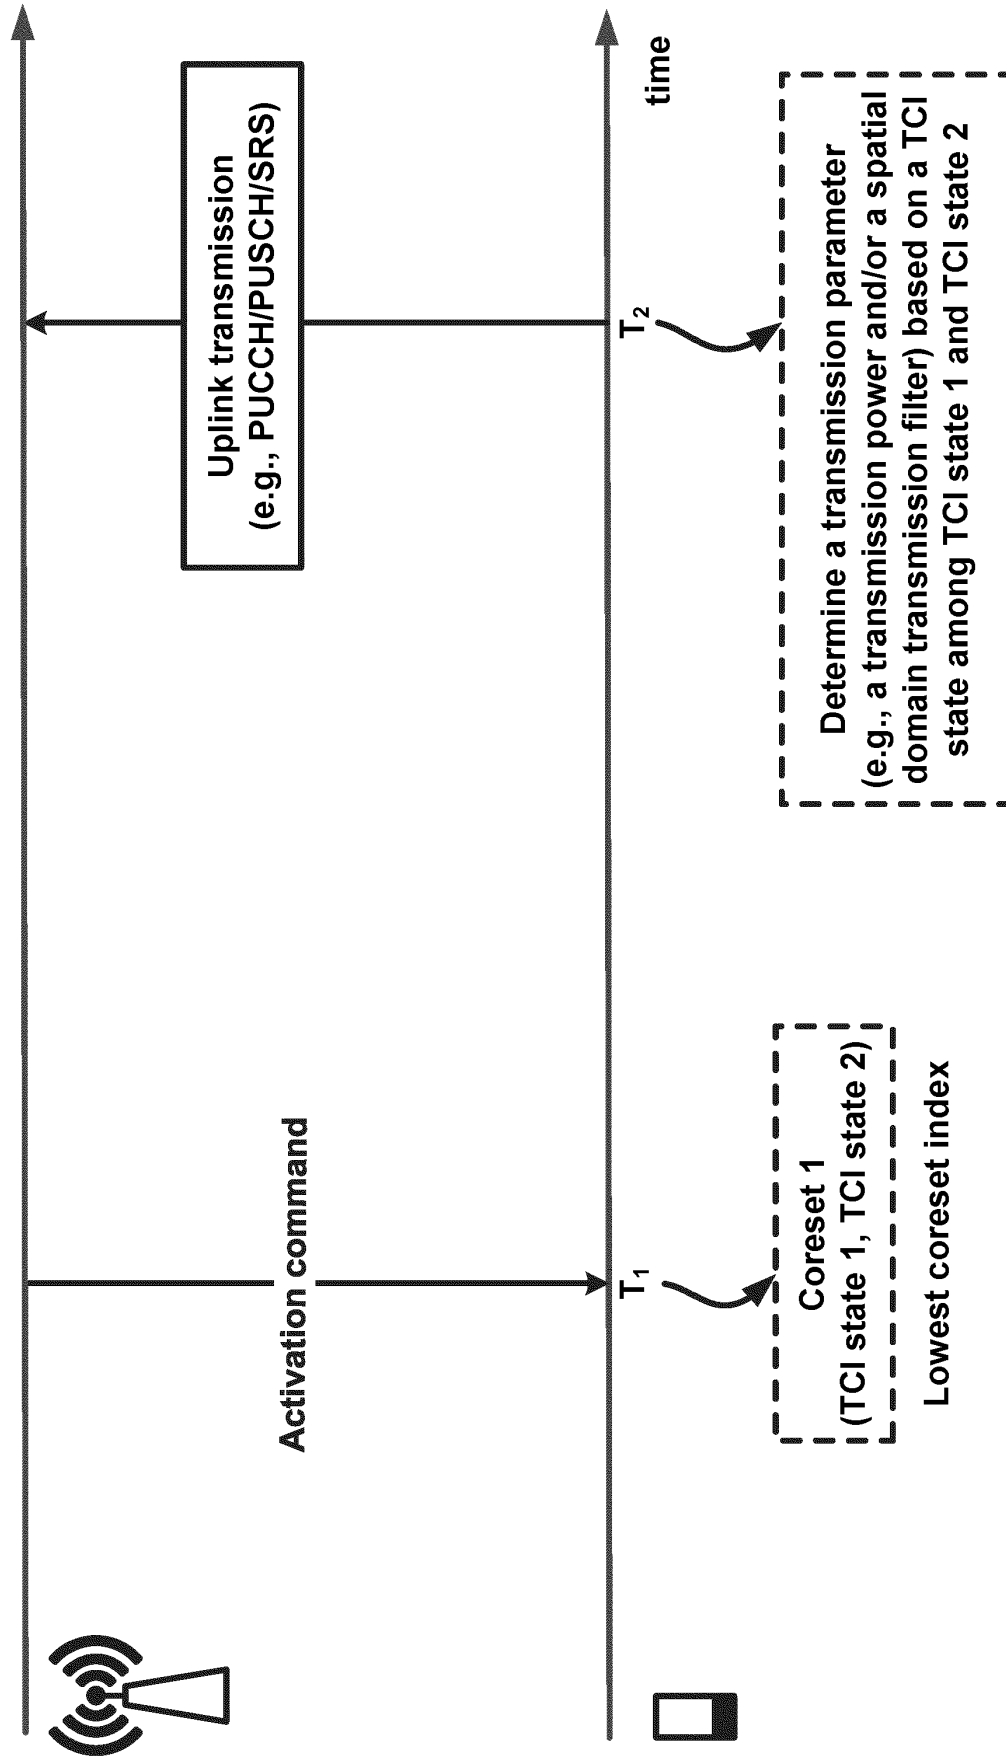 Uplink transmission
(e.g., PUCCH/PUSCH/SRS)
Activation command
T1
T2
time
Coreset 1
(TCI state 1, TCI state 2)
Lowest coreset index
Determine a transmission parameter
(e.g., a transmission power and/or a spatial
domain transmission filter) based on a TCI
state among TCI state 1 and TCI state 2